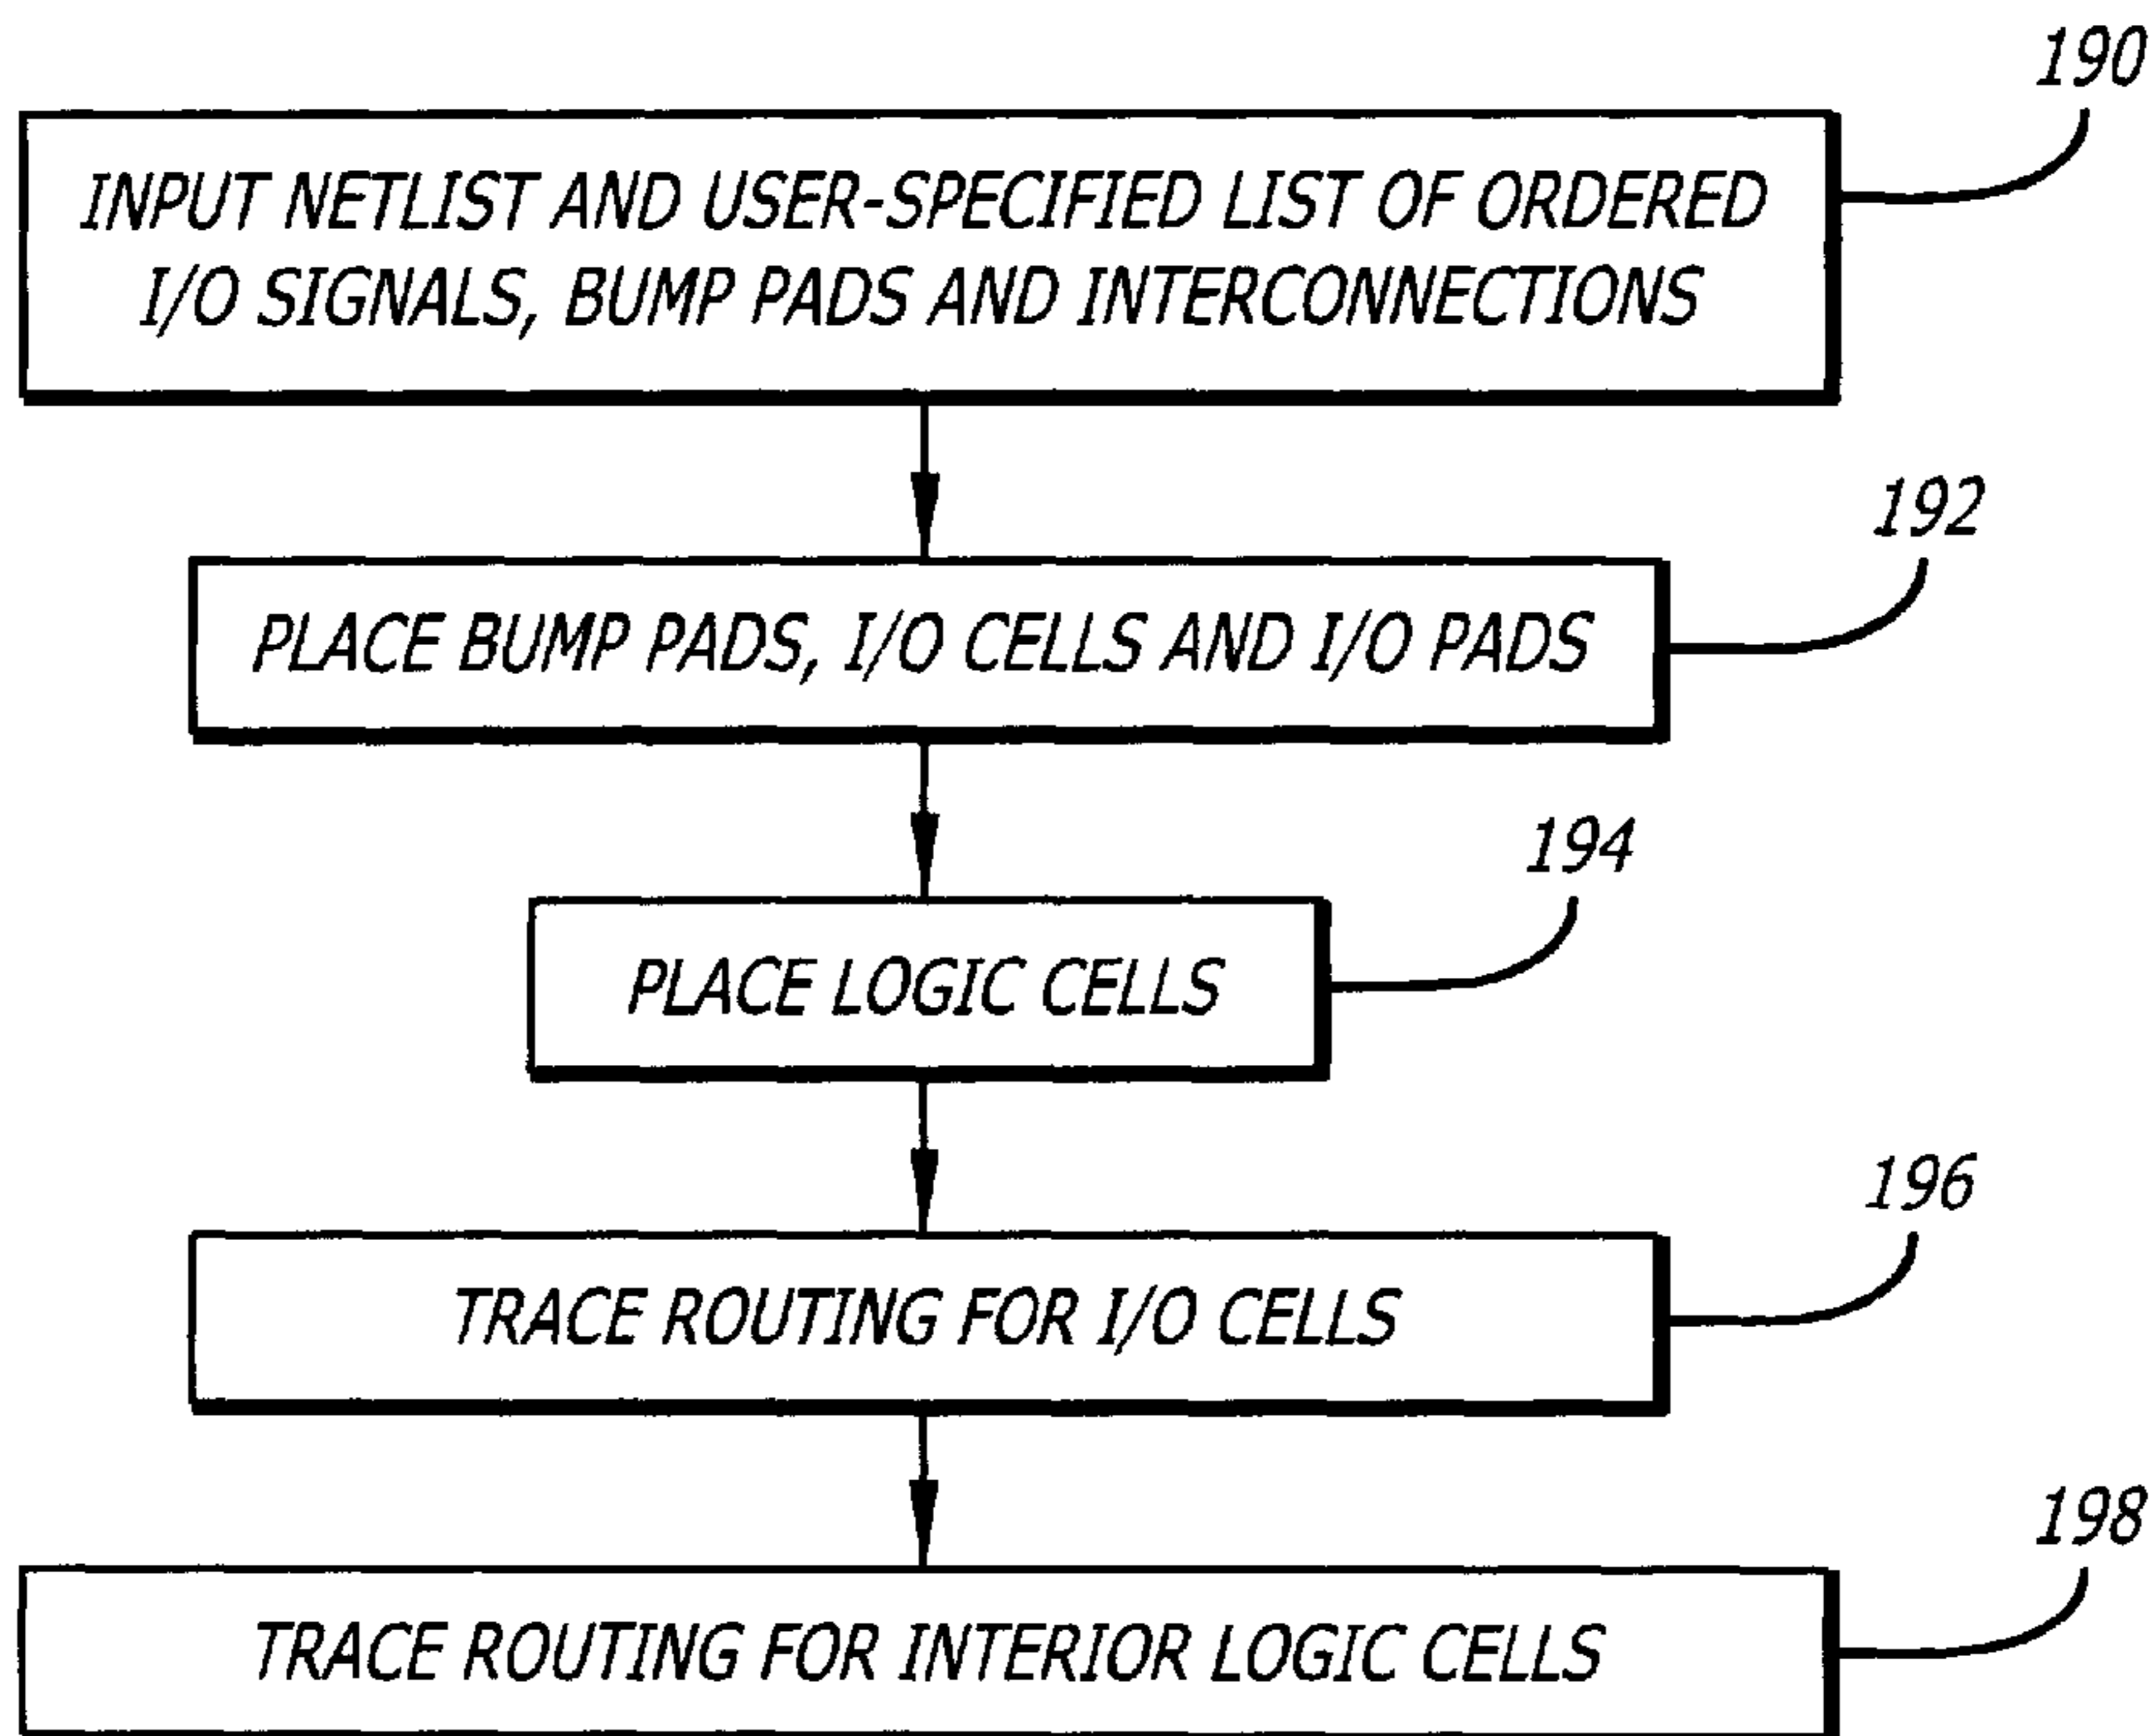 190
INPUT NETLIST AND USER-SPECIFIED LIST OF ORDERED
I/O SIGNALS, BUMP PADS AND INTERCONNECTIONS
192
PLACE BUMP PADS, I/O CELLS AND I/O PADS
194
PLACE LOGIC CELLS
196
TRACE ROUTING FOR I/O CELLS
198
TRACE ROUTING FOR INTERIOR LOGIC CELLS